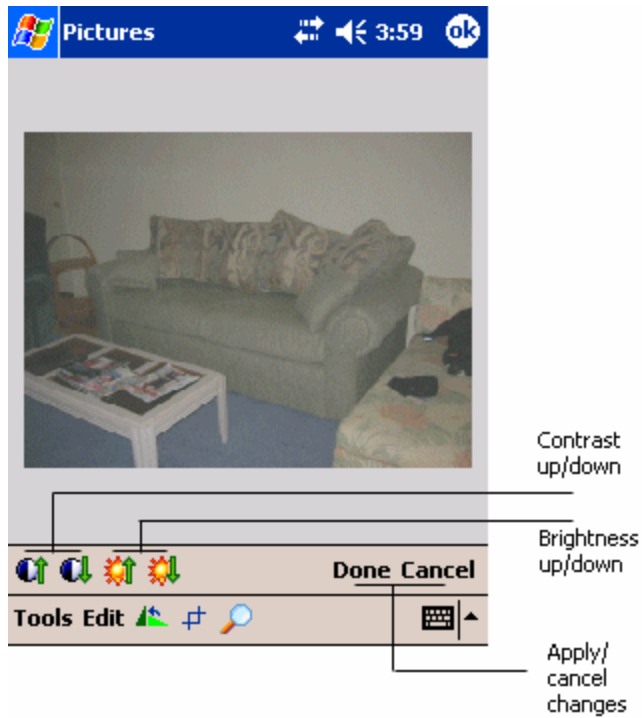 Pictures 3:59 ok
Contrast
up/down
Brightness
up/down
Done Cancel
Tools Edit
Apply/
cancel
changes